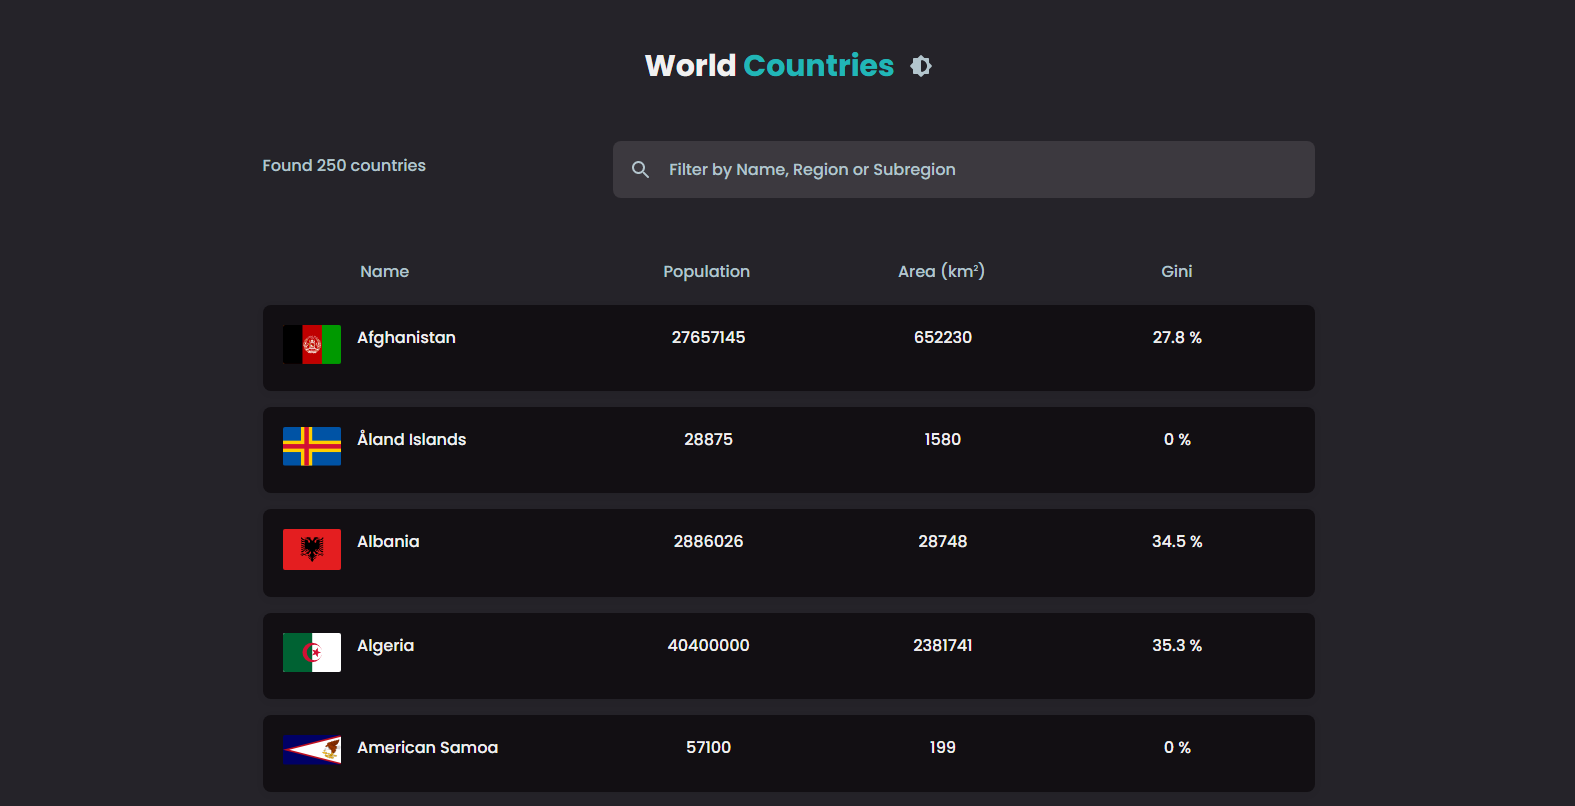 World Countries
Found 250 countries
Filter by Name, Region or Subregion
Name Population Area (km²) Gini
Afghanistan 27657145 652230 27.8 %
Åland Islands 28875 1580 0 %
Albania 2886026 28748 34.5 %
Algeria 40400000 2381741 35.3 %
American Samoa 57100 199 0 %